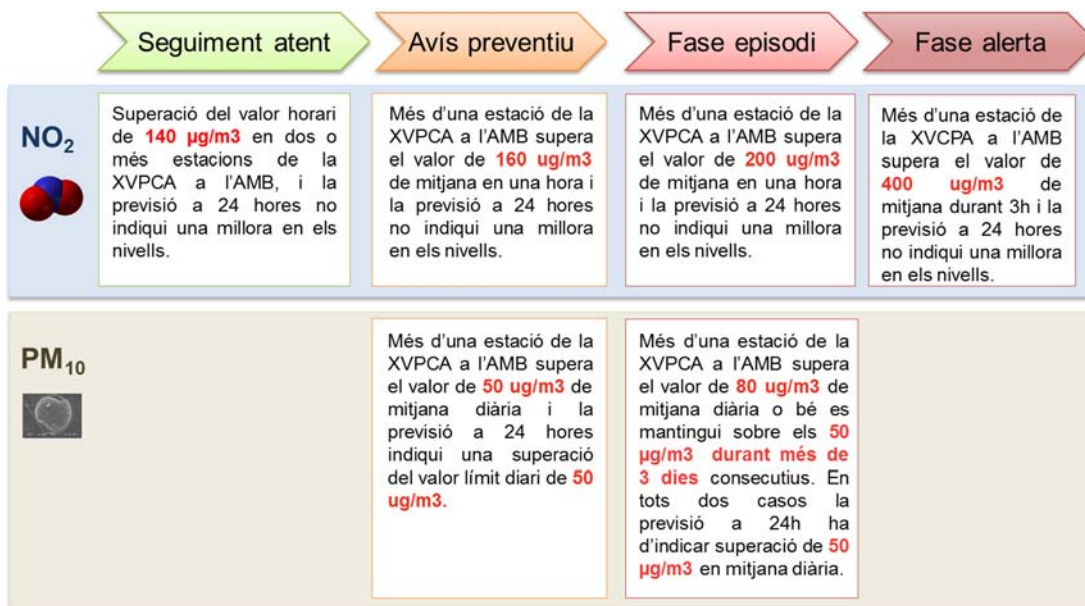 Seguiment atent
Avís preventiu
Fase episodi
Fase alerta
NO2
Superació del valor horari
de 140 µg/m3 en dos o
més estacions de la
XVPCA a l’AMB, i la
previsió a 24 hores no
indiqui una millora en els
nivells.
Més d’una estació de la
XVPCA a l’AMB supera
el valor de 160 ug/m3
de mitjana en una hora i
la previsió a 24 hores
no indiqui una millora
en els nivells.
Més d’una estació de la
XVPCA a l’AMB supera
el valor de 200 ug/m3
de mitjana en una hora
i la previsió a 24 hores
no indiqui una millora
en els nivells.
Més d’una estació de
la XVCPA a l’AMB
supera el valor de
400 ug/m3 de
mitjana durant 3h i la
previsió a 24 hores
no indiqui una millora
en els nivells.
PM10
Més d’una estació de la
XVPCA a l’AMB supera
el valor de 50 ug/m3 de
mitjana diària i la
previsió a 24 hores
indiqui una superació
del valor límit diari de 50
ug/m3.
Més d’una estació de la
XVPCA a l’AMB supera
el valor de 80 ug/m3 de
mitjana diària o bé es
mantingui sobre els 50
µg/m3 durant més de
3 dies consecutius. En
tots dos casos la
previsió a 24h ha
d’indicar superació de 50
µg/m3 en mitjana diària.